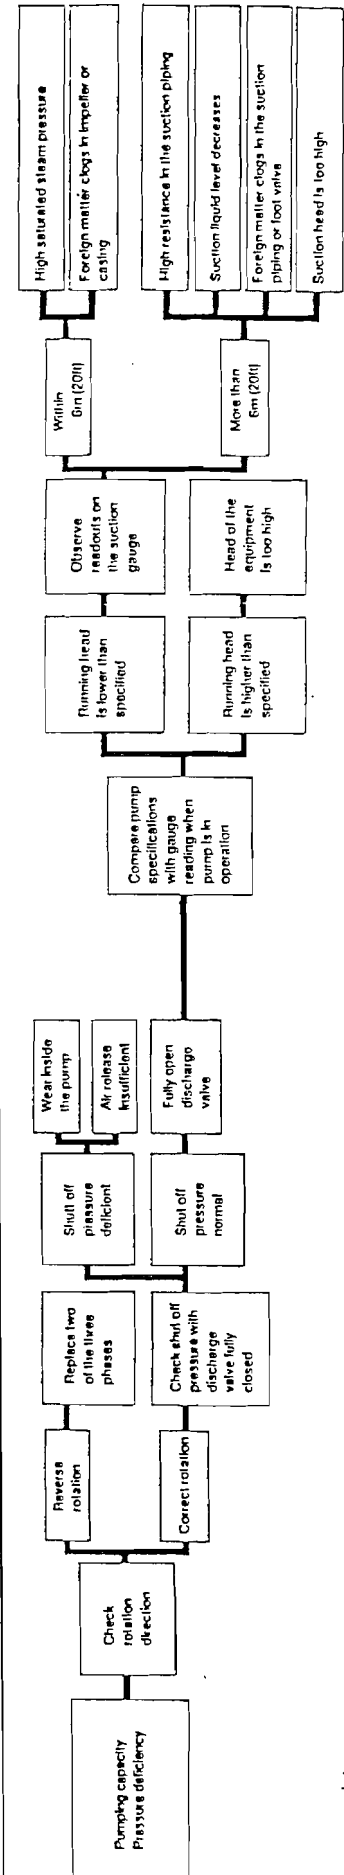 Pumping capacity
Pressure deficiency
Check
rotation
direction
Reverse
rotation
Correct rotation
Replace two
of the three
phases
Check shut off
pressure with
discharge
valve fully
closed
Shutt off
pressure
deficient
Shut off
pressure
normal
Wear Inside
the pump
Air release
Insufficient
Fully open
discharge
valve
Compare pump
specifications
with gauge
reading when
pump is in
operation
Running head
is lower than
specified
Running head
is higher than
specified
Observe
readouts on
the suction
gauge
Head of the
equipment
Is too high
Within
6m (20ft)
More than
6m (20ft)
High saturated steam pressure
Foreign matter clogs in Impeller or
casing
High resistance in the suction piping
Suction liquid level decreases
Foreign matter clogs in the suction
piping or foot valve
Suction head is too high